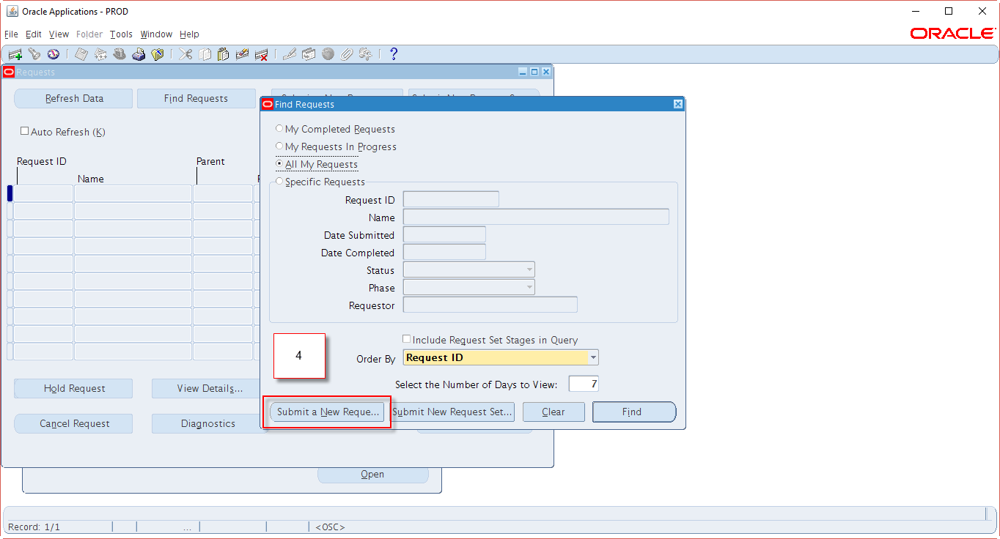 Oracle Applications - PROD
File Edit View Folder Tools Window Help
ORACLE
Requests
Refresh Data
Find Requests
Find Requests
Auto Refresh (K)
My Completed Requests
My Requests In Progress
All My Requests
Specific Requests
Request ID
Parent
Name
Request ID
Name
Date Submitted
Date Completed
Status
Phase
Requestor
Include Request Set Stages in Query
4
Order By
Request ID
Select the Number of Days to View: 7
Hold Request
View Details...
Submit a New Reque...
Submit New Request Set...
Clear
Find
Cancel Request
Diagnostics
Open
Record: 1/1
...
<OSC>